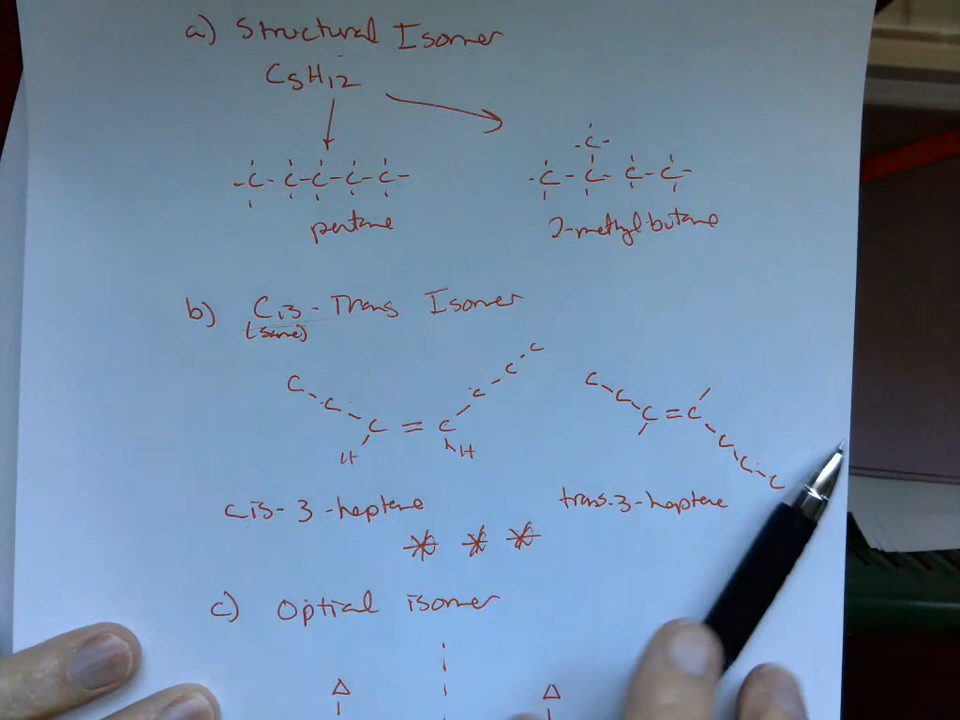 a) Structural Isomer
C5H12
C
-C-C-C-C-C- -C-C-C-C-
pentane 2-methyl butane
b) Cis-Trans Isomer
(same)
C C C=C C C C C C C=C C C C
H H
cis-3-heptene trans-3-heptene
* * *
c) Optical isomer